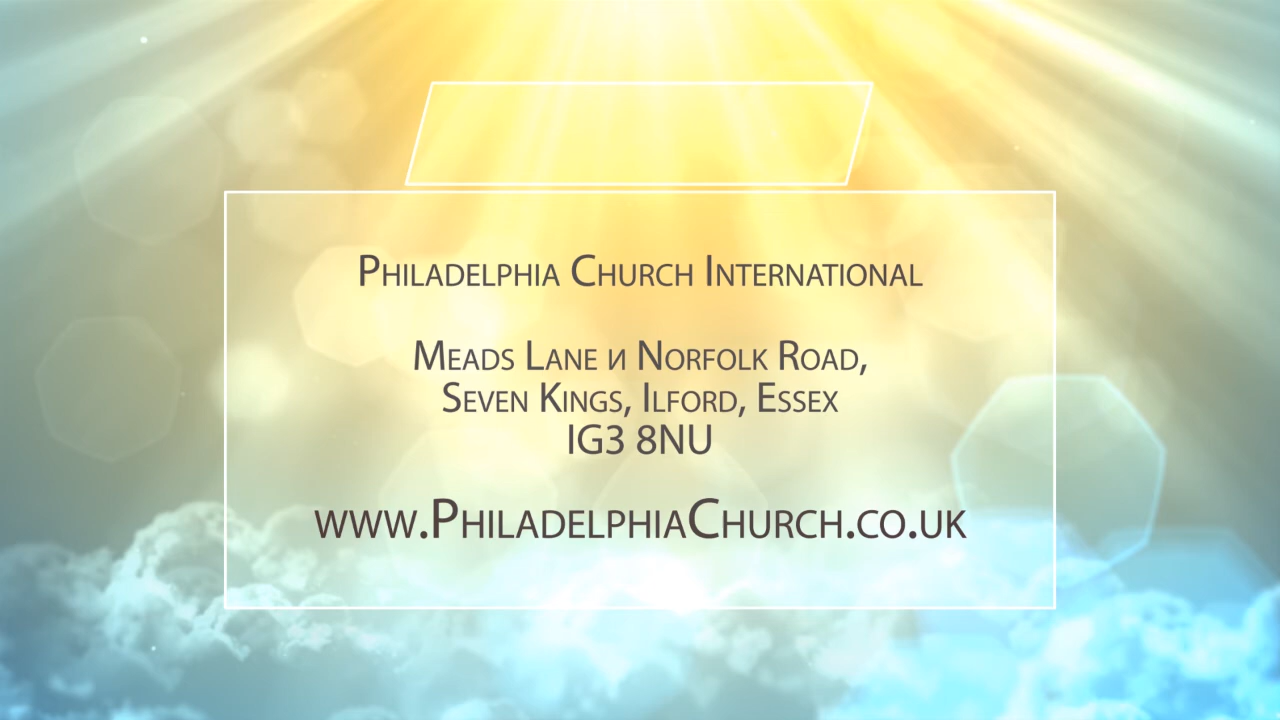 Philadelphia Church International
Meads Lane и Norfolk Road,
Seven Kings, Ilford, Essex
IG3 8NU
www.PhiladelphiaChurch.co.uk